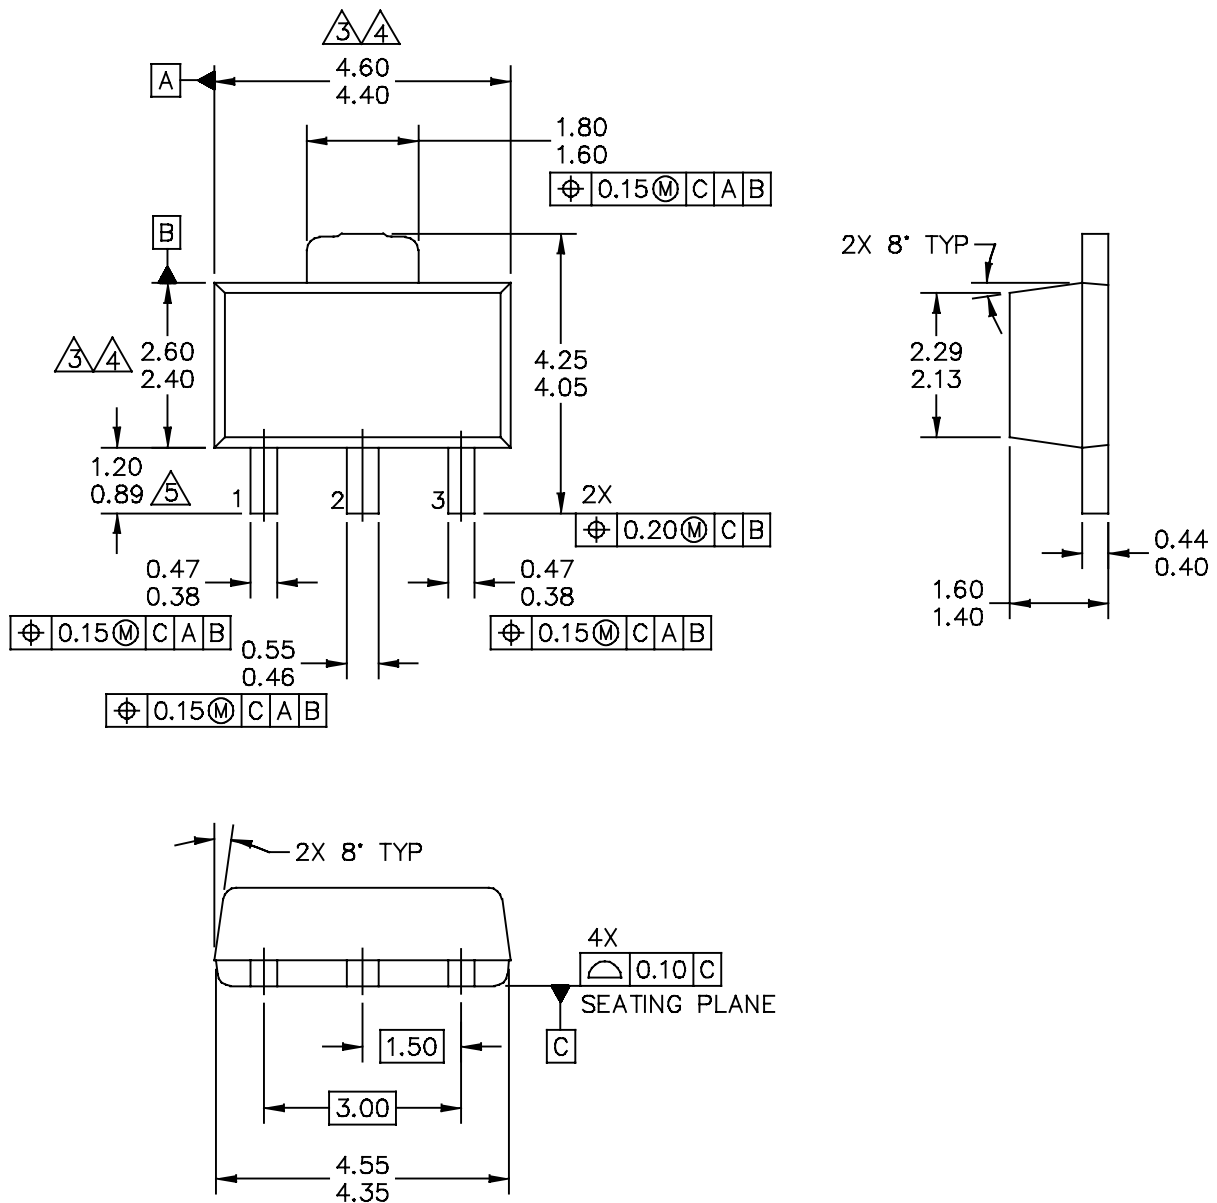 3 4
4.60
4.40
A
1.80
1.60
⌖ 0.15 Ⓜ C A B
B
2X 8° TYP
3 4
2.60
2.40
4.25
4.05
2.29
2.13
1.20
0.89 5
1
2
3
2X
⌖ 0.20 Ⓜ C B
0.47
0.38
0.47
0.38
0.44
0.40
1.60
1.40
⌖ 0.15 Ⓜ C A B
⌖ 0.15 Ⓜ C A B
0.55
0.46
⌖ 0.15 Ⓜ C A B
2X 8° TYP
4X
⌓ 0.10 C
SEATING PLANE
1.50
C
3.00
4.55
4.35